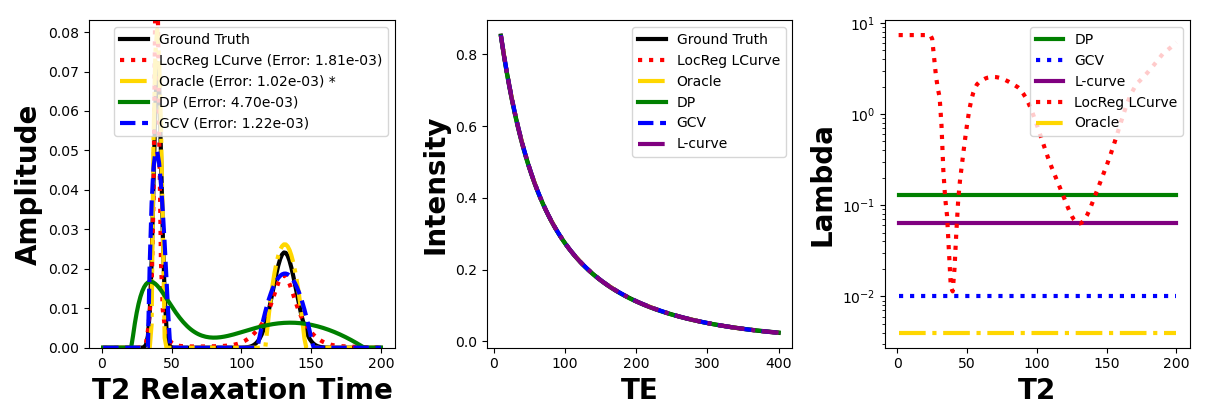 Amplitude
0.08
0.07
0.06
0.05
0.04
0.03
0.02
0.01
0.00
Ground Truth
LocReg LCurve (Error: 1.81e-03)
Oracle (Error: 1.02e-03) *
DP (Error: 4.70e-03)
GCV (Error: 1.22e-03)
0 50 100 150 200
T2 Relaxation Time
Intensity
0.8
0.6
0.4
0.2
0.0
Ground Truth
LocReg LCurve
Oracle
DP
GCV
L-curve
0 100 200 300 400
TE
Lambda
10¹
10⁰
10⁻¹
10⁻²
DP
GCV
L-curve
LocReg LCurve
Oracle
0 50 100 150 200
T2